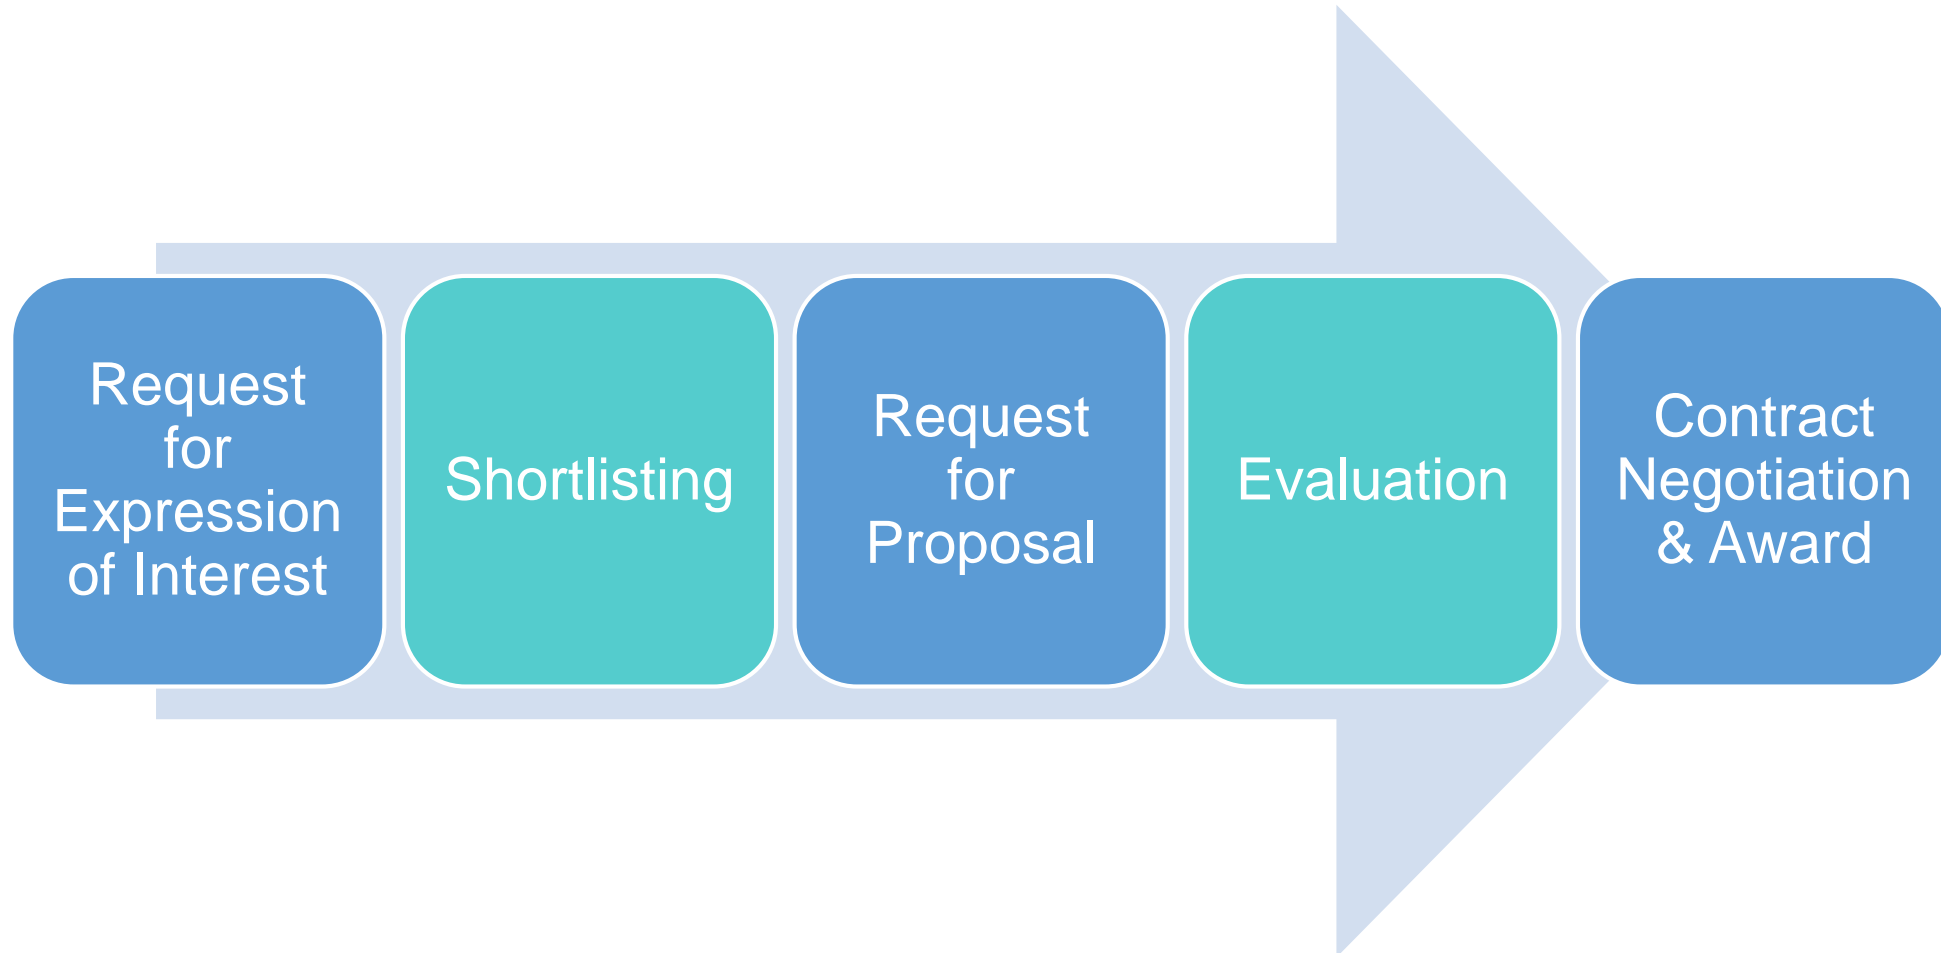 Request
for
Expression
of Interest
Shortlisting
Request
for
Proposal
Evaluation
Contract
Negotiation
& Award